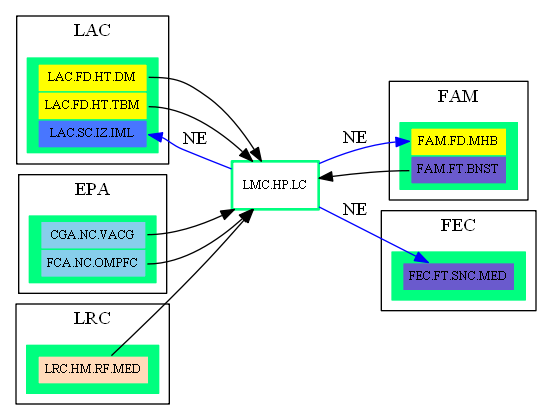 LAC
LAC.FD.HT.DM
LAC.FD.HT.TBM
LAC.SC.IZ.IML
NE
EPA
CGA.NC.VACG
FCA.NC.OMPFC
LRC
LRC.HM.RF.MED
LMC.HP.LC
NE
FAM
FAM.FD.MHB
FAM.FT.BNST
NE
FEC
FEC.FT.SNC.MED